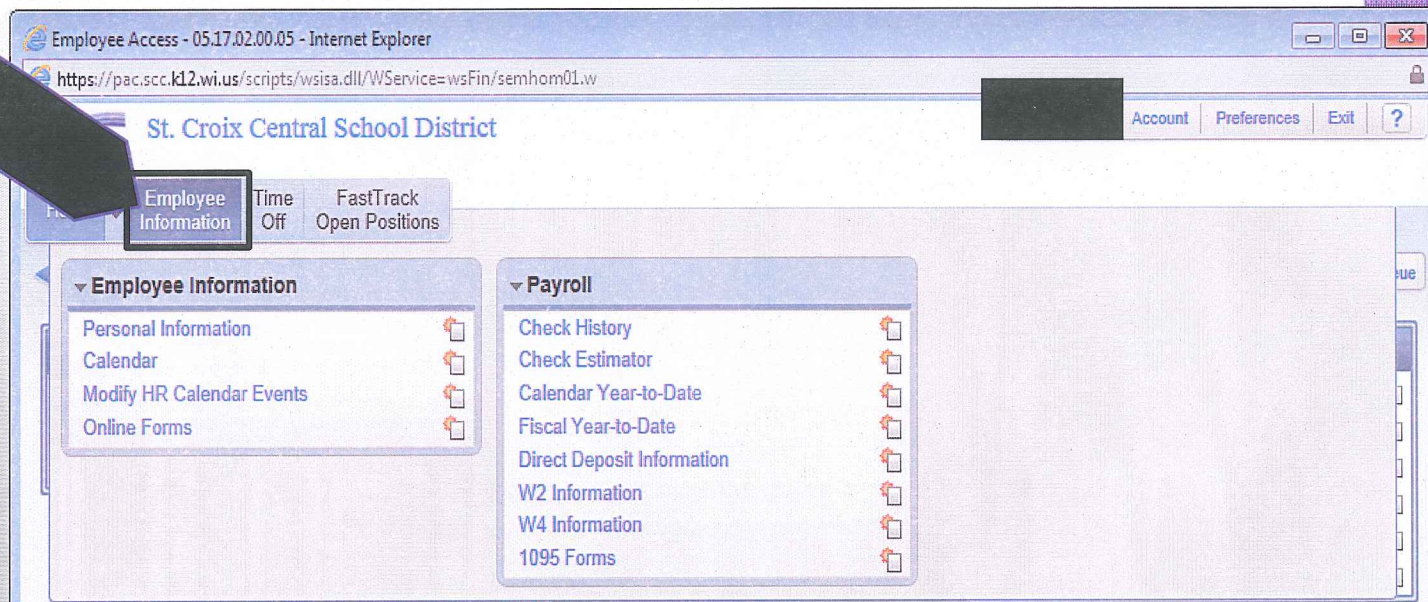 Employee Access - 05.17.02.00.05 - Internet Explorer
https://pac.scc.k12.wi.us/scripts/wsisa.dll/WService=wsFin/semhom01.w
St. Croix Central School District
Account Preferences Exit ?
Employee Information
Time Off
FastTrack Open Positions
Employee Information
Personal Information
Calendar
Modify HR Calendar Events
Online Forms
Payroll
Check History
Check Estimator
Calendar Year-to-Date
Fiscal Year-to-Date
Direct Deposit Information
W2 Information
W4 Information
1095 Forms